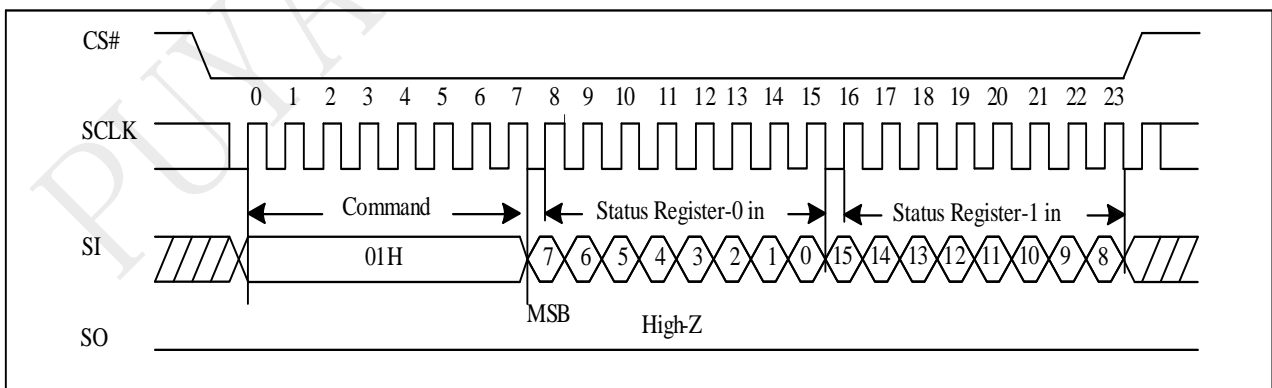 PUYA
CS#
0 1 2 3 4 5 6 7 8 9 10 11 12 13 14 15 16 17 18 19 20 21 22 23
SCLK
Command Status Register-0 in Status Register-1 in
SI 01H 7 6 5 4 3 2 1 0 15 14 13 12 11 10 9 8
MSB High-Z
SO